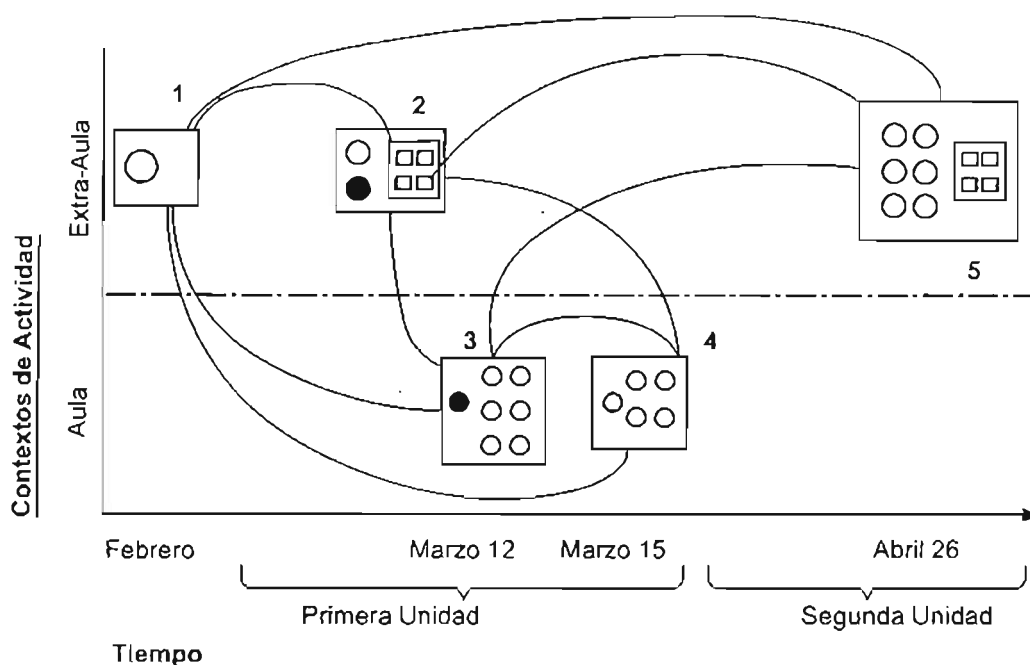 1
2
Extra-Aula
5
Contextos de Actividad
3
4
Aula
Febrero
Marzo 12
Marzo 15
Abril 26
Primera Unidad
Segunda Unidad
Tiempo